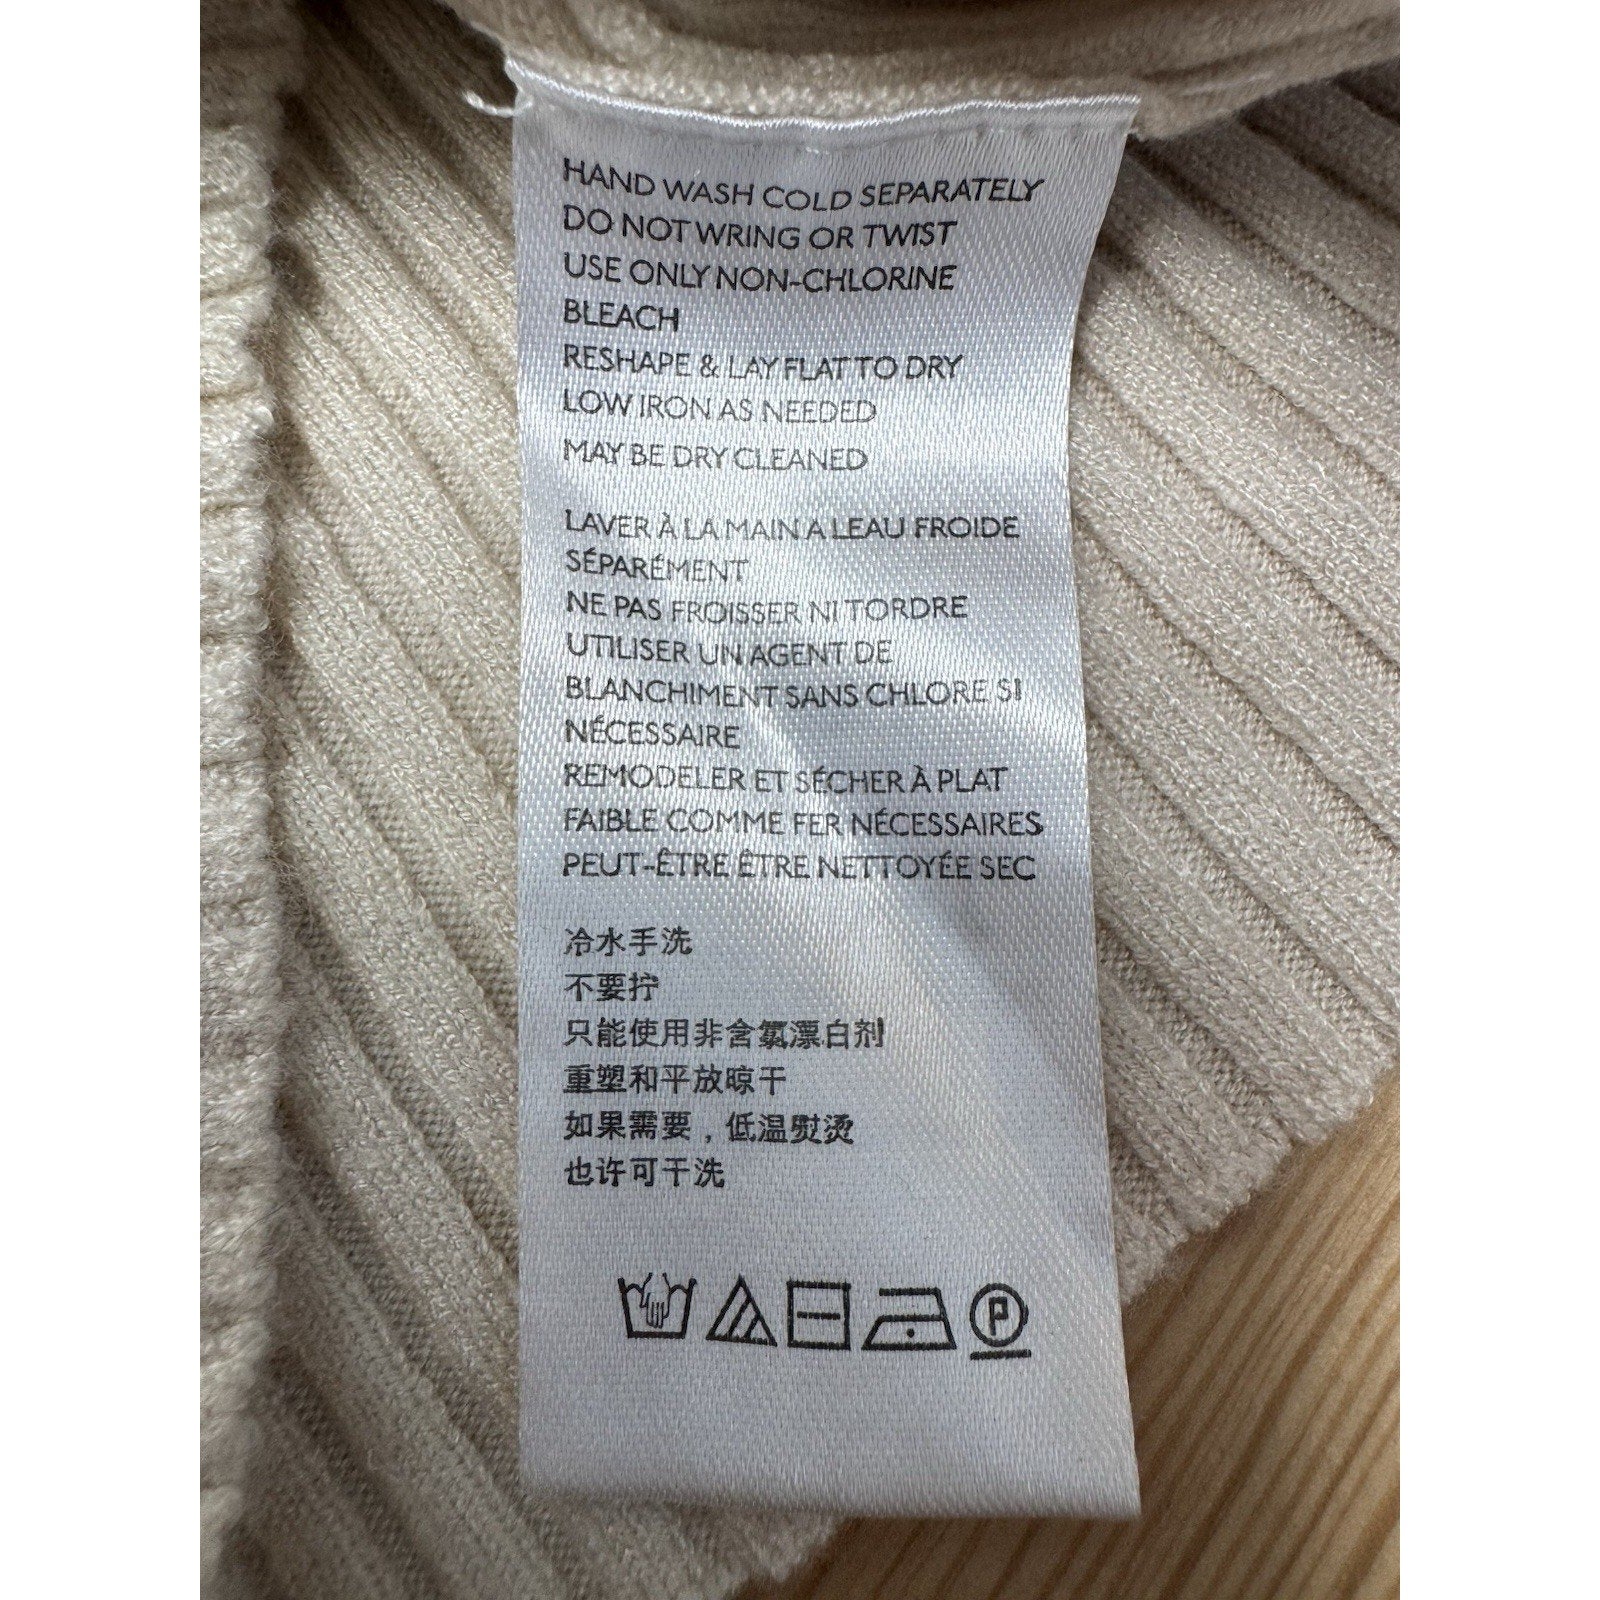 HAND WASH COLD SEPARATELY
DO NOT WRING OR TWIST
USE ONLY NON-CHLORINE
BLEACH
RESHAPE & LAY FLAT TO DRY
LOW IRON AS NEEDED
MAY BE DRY CLEANED
LAVER À LA MAIN A LEAU FROIDE
SÉPARÉMENT
NE PAS FROISSER NI TORDRE
UTILISER UN AGENT DE
BLANCHIMENT SANS CHLORE SI
NÉCESSAIRE
REMODELER ET SÉCHER À PLAT
FAIBLE COMME FER NÉCESSAIRES
PEUT-ÊTRE ÊTRE NETTOYÉE SEC
冷水手洗
不要拧
只能使用非含氯漂白剂
重塑和平放晾干
如果需要，低温熨烫
也许可干洗
P